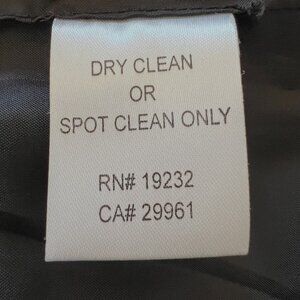 DRY CLEAN
OR
SPOT CLEAN ONLY
RN# 19232
CA# 29961